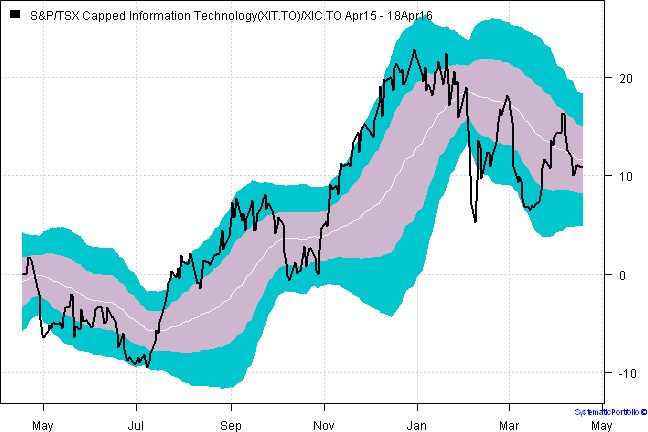 S&P/TSX Capped Information Technology(XIT.TO)/XIC.TO Apr15 - 18Apr16
20
10
0
-10
SystematicPortfolio ©
May Jul Sep Nov Jan Mar May